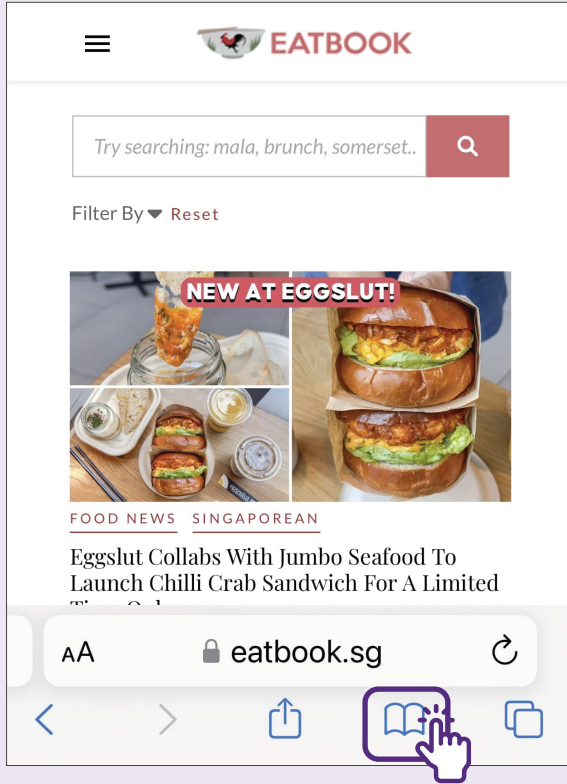 EATBOOK
Try searching: mala, brunch, somerset..
Filter By Reset
NEW AT EGGSLUT!
FOOD NEWS SINGAPOREAN
Eggslut Collabs With Jumbo Seafood To
Launch Chilli Crab Sandwich For A Limited
AA eatbook.sg